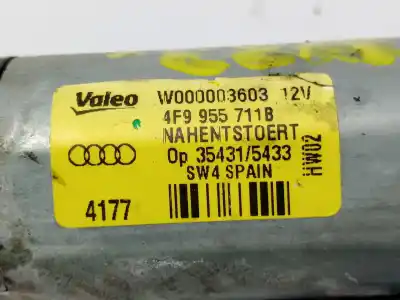 Valeo W000003603 12V
4F9 955 711B
NAHENTSTOERT
Op 35431/5433
SW4 SPAIN
4177
HW02